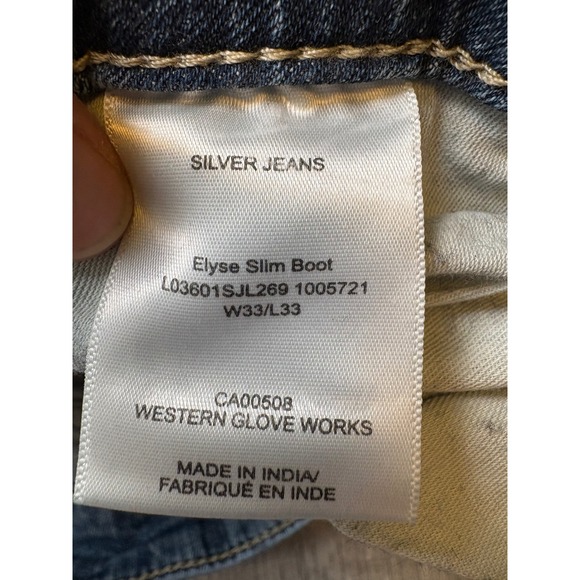 SILVER JEANS
Elyse Slim Boot
L03601SJL269 1005721
W33/L33
CA00508
WESTERN GLOVE WORKS
MADE IN INDIA/
FABRIQUÉ EN INDE